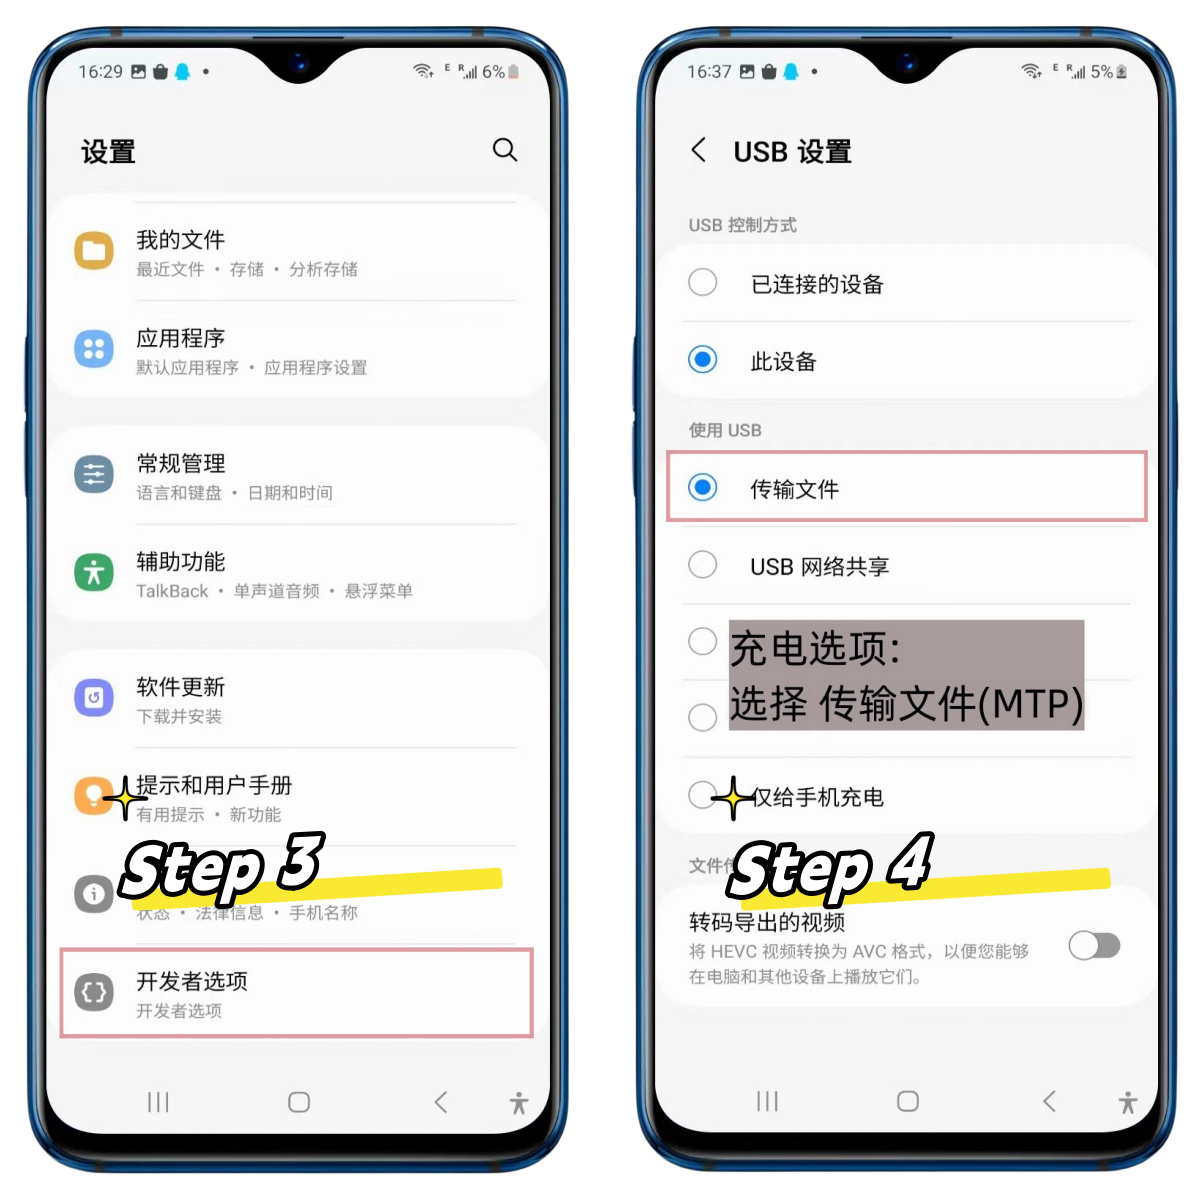 16:29
E R 6%
设置
我的文件
最近文件 • 存储 • 分析存储
应用程序
默认应用程序 • 应用程序设置
常规管理
语言和键盘 • 日期和时间
辅助功能
TalkBack • 单声道音频 • 悬浮菜单
软件更新
下载并安装
提示和用户手册
有用提示 • 新功能
Step 3
状态 • 法律信息 • 手机名称
开发者选项
开发者选项
16:37
E R 5%
USB 设置
USB 控制方式
已连接的设备
此设备
使用 USB
传输文件
USB 网络共享
充电选项:
选择 传输文件(MTP)
仅给手机充电
文件
Step 4
转码导出的视频
将 HEVC 视频转换为 AVC 格式，以便您能够
在电脑和其他设备上播放它们。